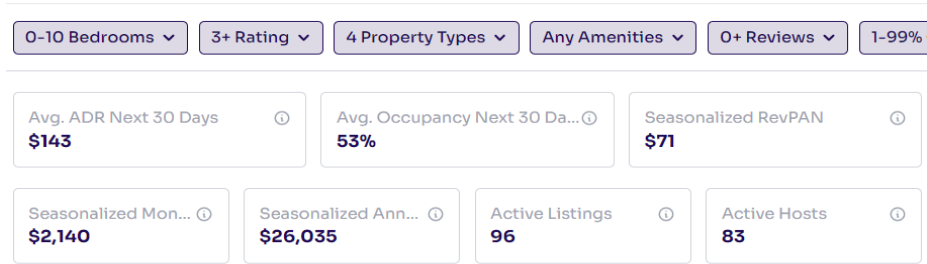 0-10 Bedrooms
3+ Rating
4 Property Types
Any Amenities
0+ Reviews
1-99%
Avg. ADR Next 30 Days
$143
Avg. Occupancy Next 30 Da...
53%
Seasonalized RevPAN
$71
Seasonalized Mon...
$2,140
Seasonalized Ann...
$26,035
Active Listings
96
Active Hosts
83